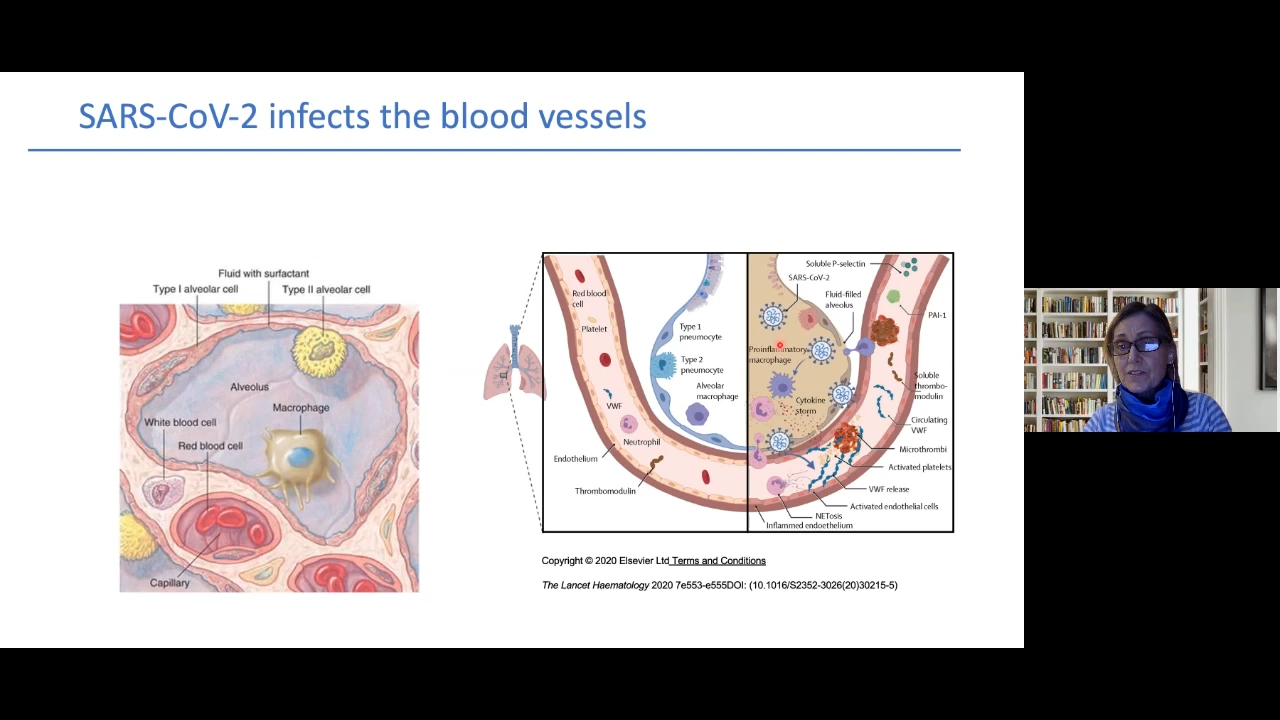 SARS-CoV-2 infects the blood vessels
Fluid with surfactant
Type I alveolar cell
Type II alveolar cell
Alveolus
Macrophage
White blood cell
Red blood cell
Capillary
Red blood
cell
Platelet
VWF
Neutrophil
Endothelium
Thrombomodulin
Type 1
pneumocyte
Type 2
pneumocyte
Alveolar
macrophage
Soluble P-selectin
SARS-CoV-2
Fluid-filled
alveolus
PAI-1
Proinflammatory
macrophage
Cytokine
storm
Soluble
thrombo-
modulin
Circulating
VWF
Microthrombi
Activated platelets
VWF release
Activated endothelial cells
NETosis
Inflammed endoethelium
Copyright © 2020 Elsevier Ltd Terms and Conditions
The Lancet Haematology 2020 7e553-e555DOI: (10.1016/S2352-3026(20)30215-5)